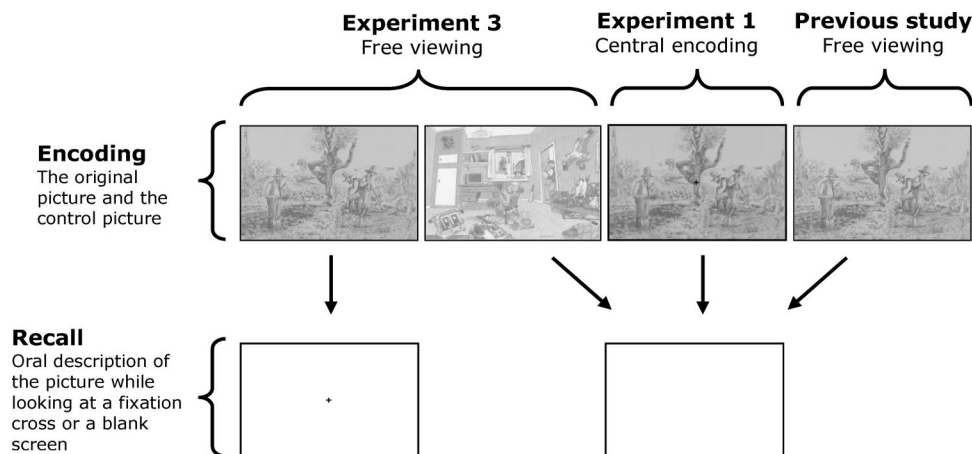 Experiment 3
Free viewing
Experiment 1
Central encoding
Previous study
Free viewing
Encoding
The original
picture and the
control picture
Recall
Oral description of
the picture while
looking at a fixation
cross or a blank
screen